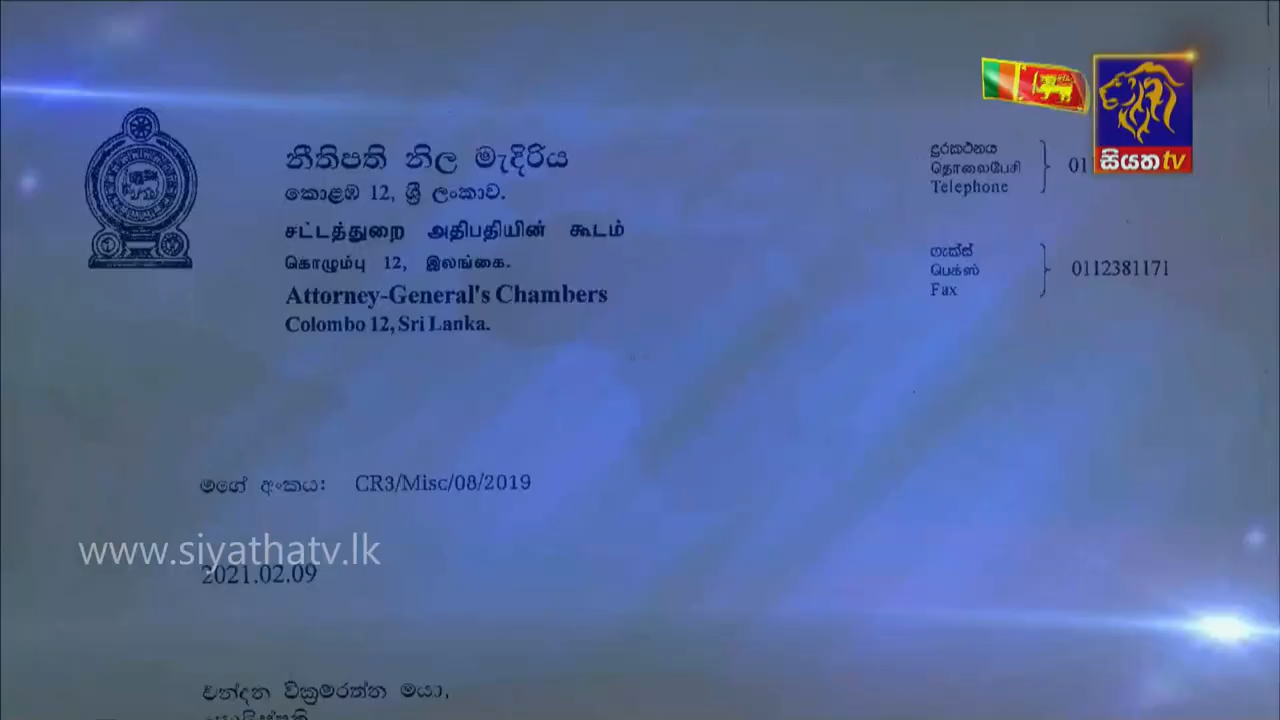 නීතිපති නිල මැදිරිය
කොළඹ 12, ශ්‍රී ලංකාව.
சட்டத்துறை அதிபதியின் கூடம்
கொழும்பு 12, இலங்கை.
Attorney-General's Chambers
Colombo 12, Sri Lanka.
දුරකථනය
தொலைபேசி
Telephone
01
ෆැක්ස්
பெக்ஸ்
Fax
0112381171
සියත tv
මගේ අංකය: CR3/Misc/08/2019
www.siyathatv.lk
2021.02.09
චන්දන වික්‍රමරත්න මයා,